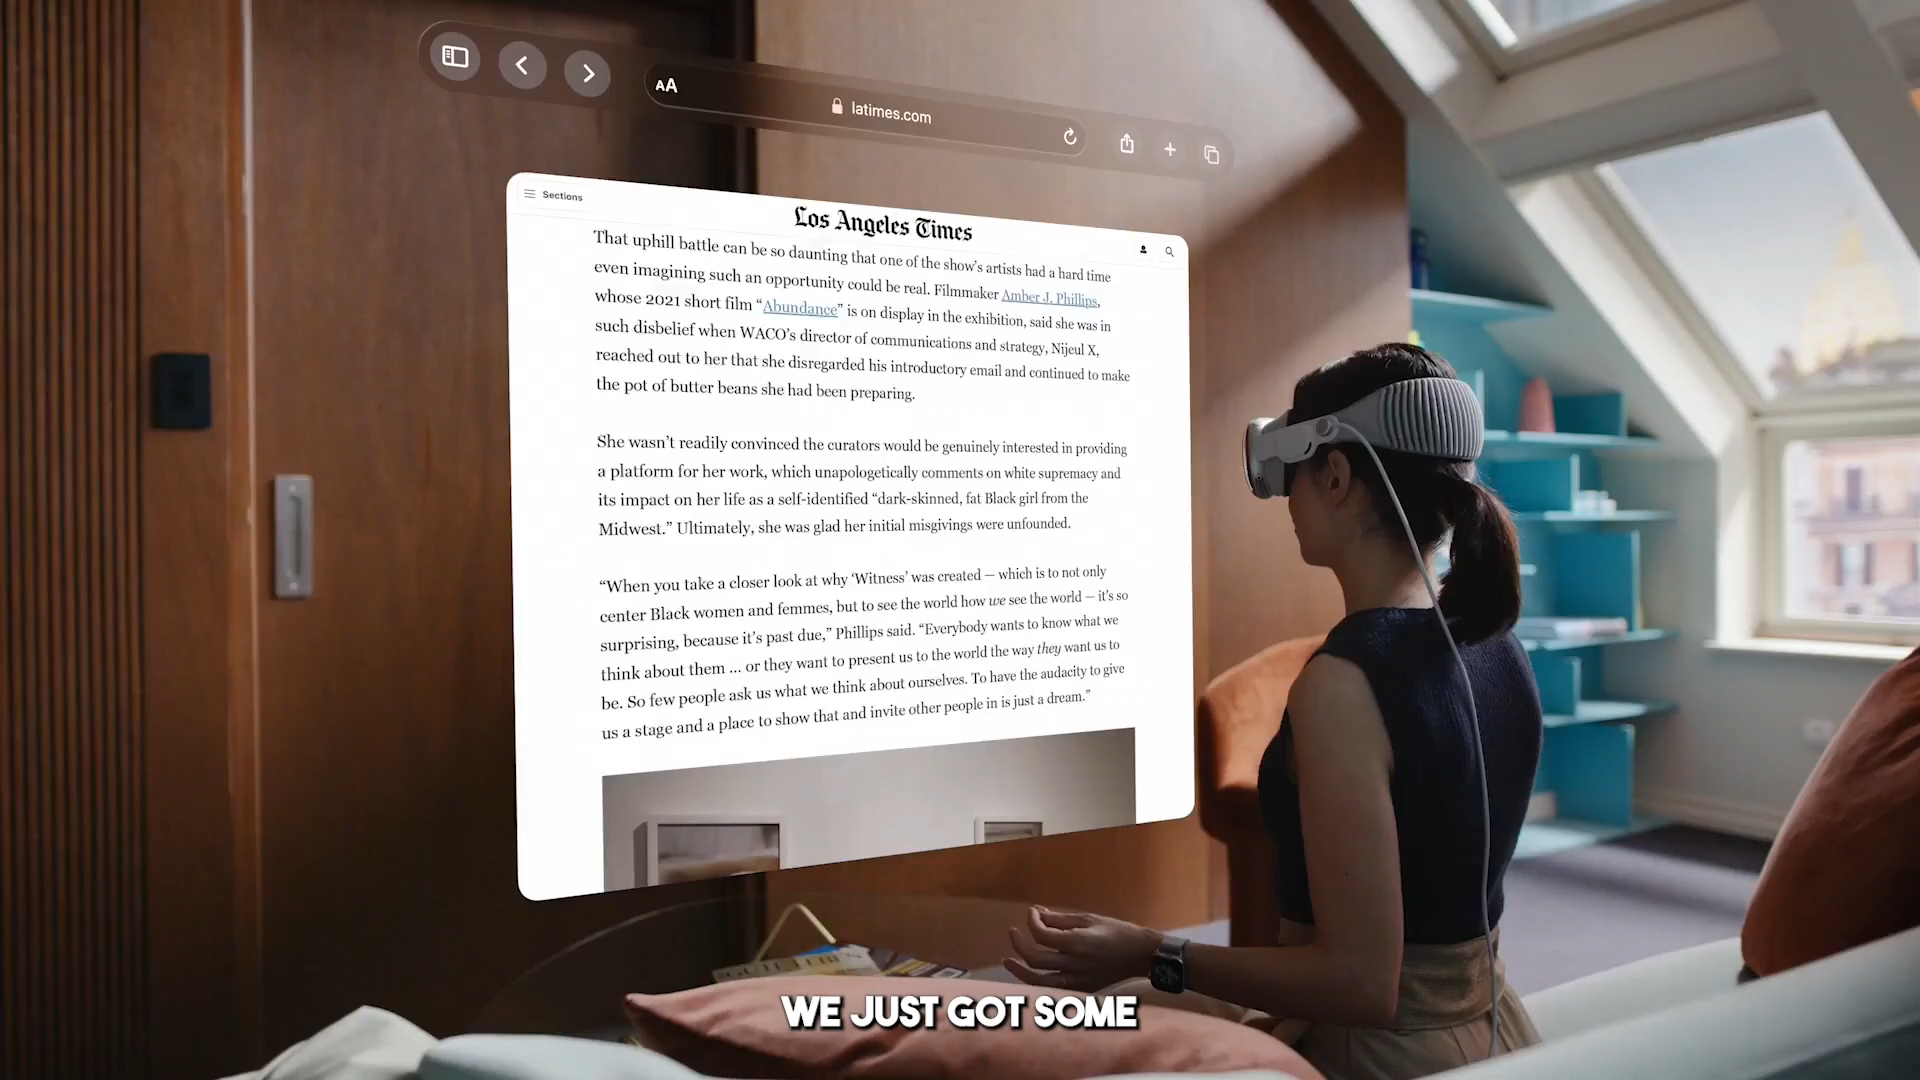 AA
latimes.com
Sections
Los Angeles Times
That uphill battle can be so daunting that one of the show's artists had a hard time
even imagining such an opportunity could be real. Filmmaker Amber J. Phillips,
whose 2021 short film “Abundance” is on display in the exhibition, said she was in
such disbelief when WACO’s director of communications and strategy, Nijeul X,
reached out to her that she disregarded his introductory email and continued to make
the pot of butter beans she had been preparing.
She wasn’t readily convinced the curators would be genuinely interested in providing
a platform for her work, which unapologetically comments on white supremacy and
its impact on her life as a self-identified “dark-skinned, fat Black girl from the
Midwest.” Ultimately, she was glad her initial misgivings were unfounded.
“When you take a closer look at why ‘Witness’ was created — which is to not only
center Black women and femmes, but to see the world how we see the world — it’s so
surprising, because it’s past due,” Phillips said. “Everybody wants to know what we
think about them ... or they want to present us to the world the way they want us to
be. So few people ask us what we think about ourselves. To have the audacity to give
us a stage and a place to show that and invite other people in is just a dream.”
WE JUST GOT SOME